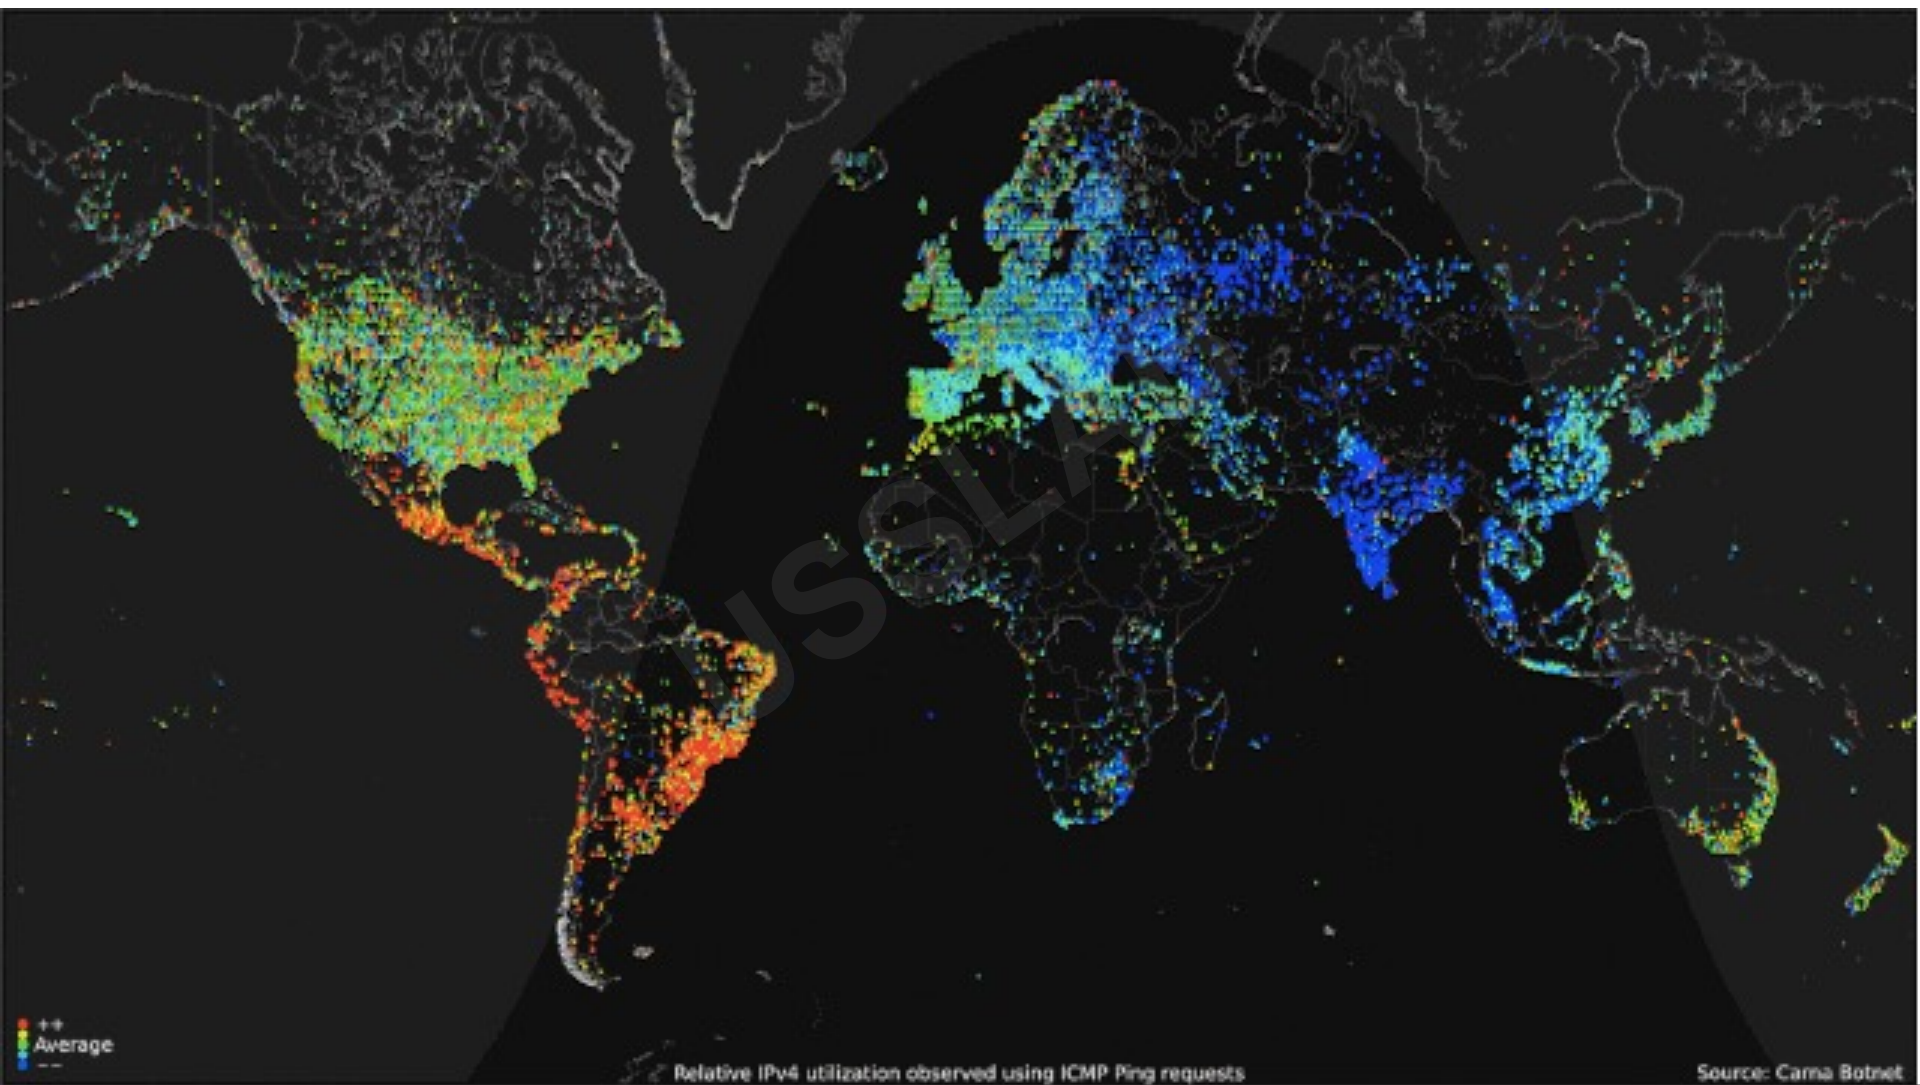 ++
Average
--
Relative IPv4 utilization observed using ICMP Ping requests
Source: Carna Botnet